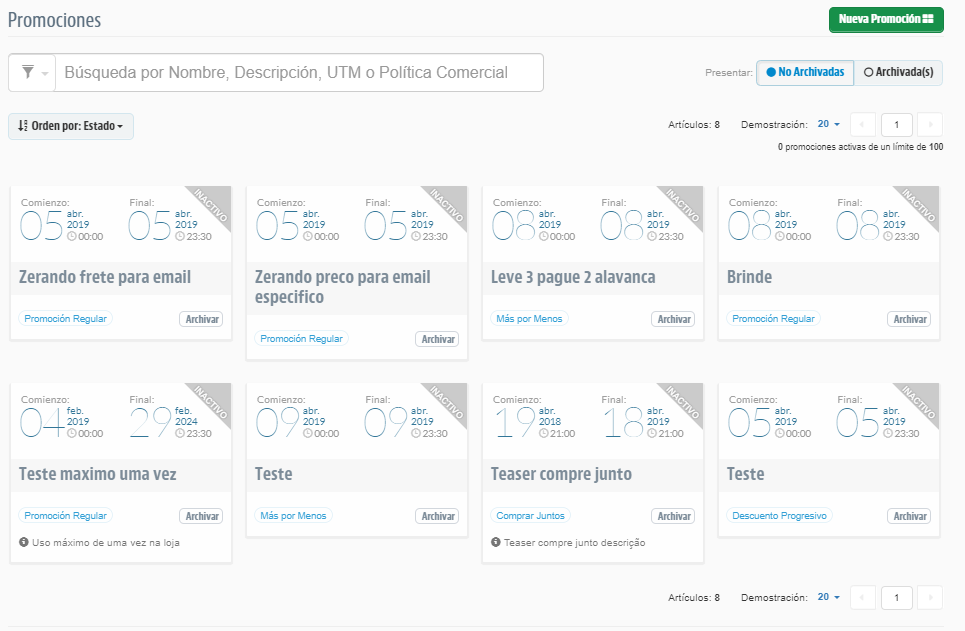 Promociones
Nueva Promoción
Búsqueda por Nombre, Descripción, UTM o Política Comercial
Presentar: No Archivadas Archivada(s)
Orden por: Estado
Artículos: 8 Demostración: 20 1
0 promociones activas de un límite de 100
INACTIVO
Comienzo: 05 abr. 2019 00:00
Final: 05 abr. 2019 23:30
Zerando frete para email
Promoción Regular Archivar
INACTIVO
Comienzo: 05 abr. 2019 00:00
Final: 05 abr. 2019 23:30
Zerando preco para email
especifico
Promoción Regular Archivar
INACTIVO
Comienzo: 08 abr. 2019 00:00
Final: 08 abr. 2019 23:30
Leve 3 pague 2 alavanca
Más por Menos Archivar
INACTIVO
Comienzo: 08 abr. 2019 00:00
Final: 08 abr. 2019 23:30
Brinde
Promoción Regular Archivar
INACTIVO
Comienzo: 04 feb. 2019 00:00
Final: 29 feb. 2024 23:30
Teste maximo uma vez
Promoción Regular Archivar
Uso máximo de uma vez na loja
INACTIVO
Comienzo: 09 abr. 2019 00:00
Final: 09 abr. 2019 23:30
Teste
Más por Menos Archivar
INACTIVO
Comienzo: 19 abr. 2018 21:00
Final: 18 abr. 2019 21:00
Teaser compre junto
Comprar Juntos Archivar
Teaser compre junto descrição
INACTIVO
Comienzo: 05 abr. 2019 00:00
Final: 05 abr. 2019 23:30
Teste
Descuento Progresivo Archivar
Artículos: 8 Demostración: 20 1